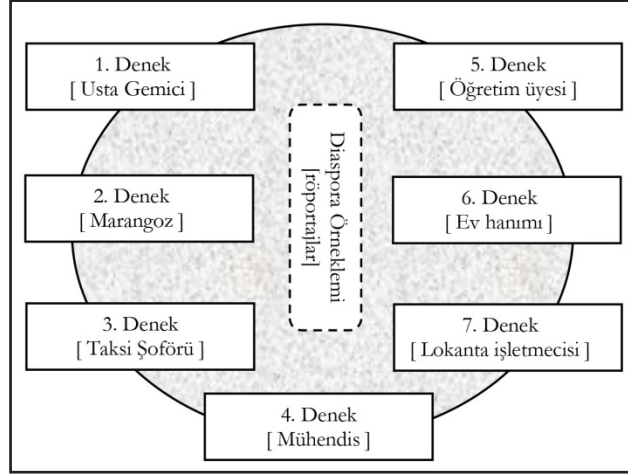 1. Denek
[ Usta Gemici ]
2. Denek
[ Marangoz ]
3. Denek
[ Taksi Şoförü ]
4. Denek
[ Mühendis ]
5. Denek
[ Öğretim üyesi ]
6. Denek
[ Ev hanımı ]
7. Denek
[ Lokanta işletmecisi ]
Diaspora Örneklemi
[röportajlar]